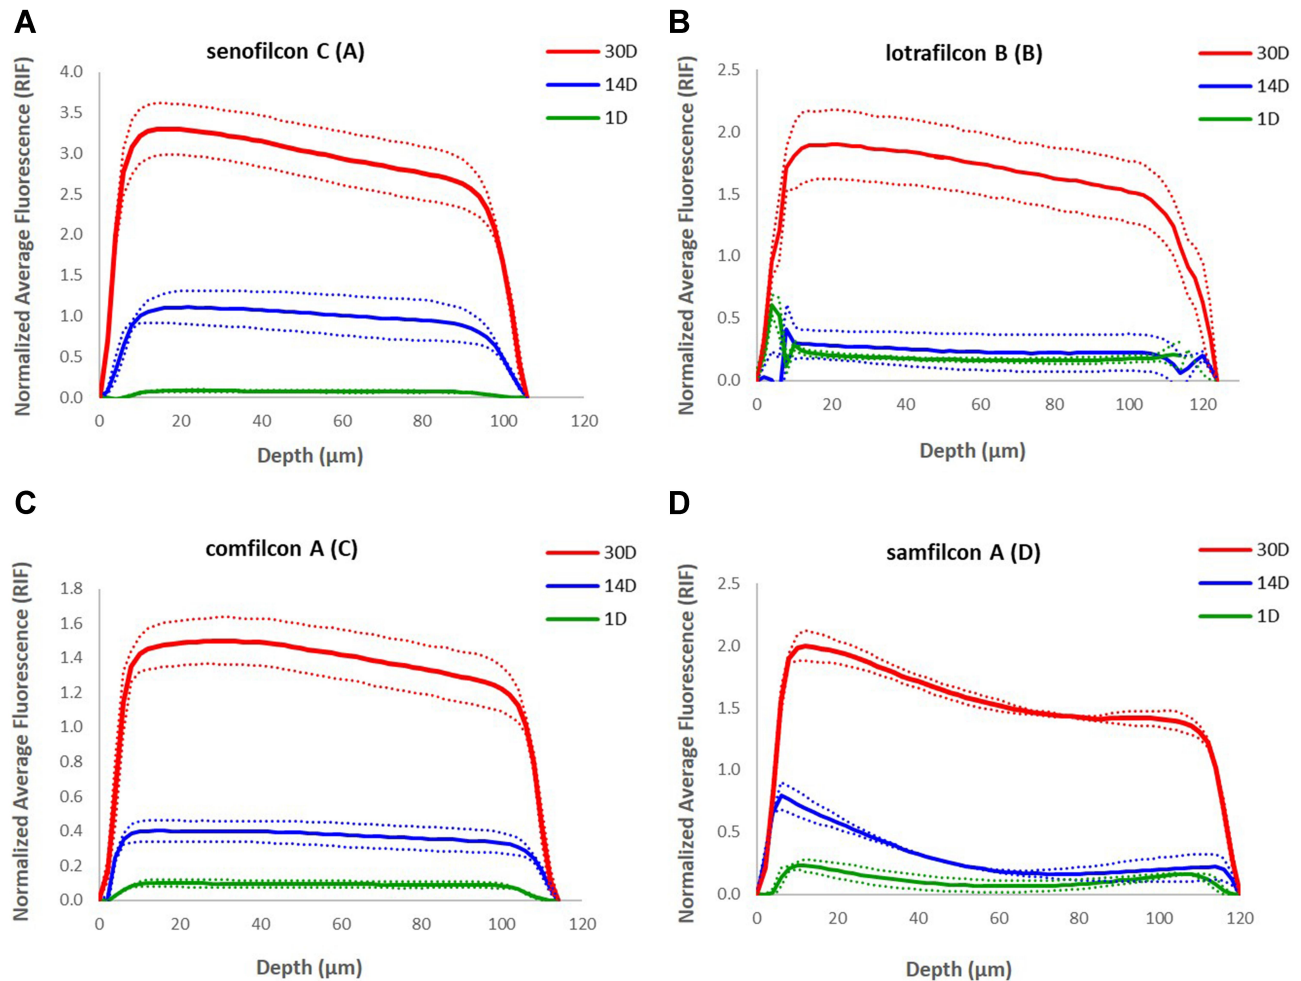 A
senofilcon C (A)
30D
14D
1D
Normalized Average Fluorescence (RIF)
4.0
3.5
3.0
2.5
2.0
1.5
1.0
0.5
0.0
0 20 40 60 80 100 120
Depth (µm)
B
lotrafilcon B (B)
30D
14D
1D
Normalized Average Fluorescence (RIF)
2.5
2.0
1.5
1.0
0.5
0.0
0 20 40 60 80 100 120
Depth (µm)
C
comfilcon A (C)
30D
14D
1D
Normalized Average Fluorescence (RIF)
1.8
1.6
1.4
1.2
1.0
0.8
0.6
0.4
0.2
0.0
0 20 40 60 80 100 120
Depth (µm)
D
samfilcon A (D)
30D
14D
1D
Normalized Average Fluorescence (RIF)
2.5
2.0
1.5
1.0
0.5
0.0
0 20 40 60 80 100 120
Depth (µm)